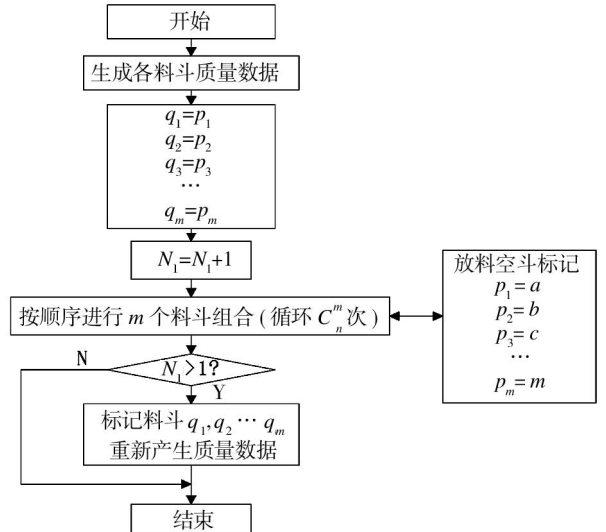 开始
生成各料斗质量数据
q₁=p₁
q₂=p₂
q₃=p₃
…
qₘ=pₘ
N₁=N₁+1
按顺序进行 m 个料斗组合 ( 循环 Cₙᵐ 次 )
放料空斗标记
p₁= a
p₂= b
p₃= c
…
pₘ= m
N
N₁>1?
Y
标记料斗 q₁,q₂ … qₘ
重新产生质量数据
结束